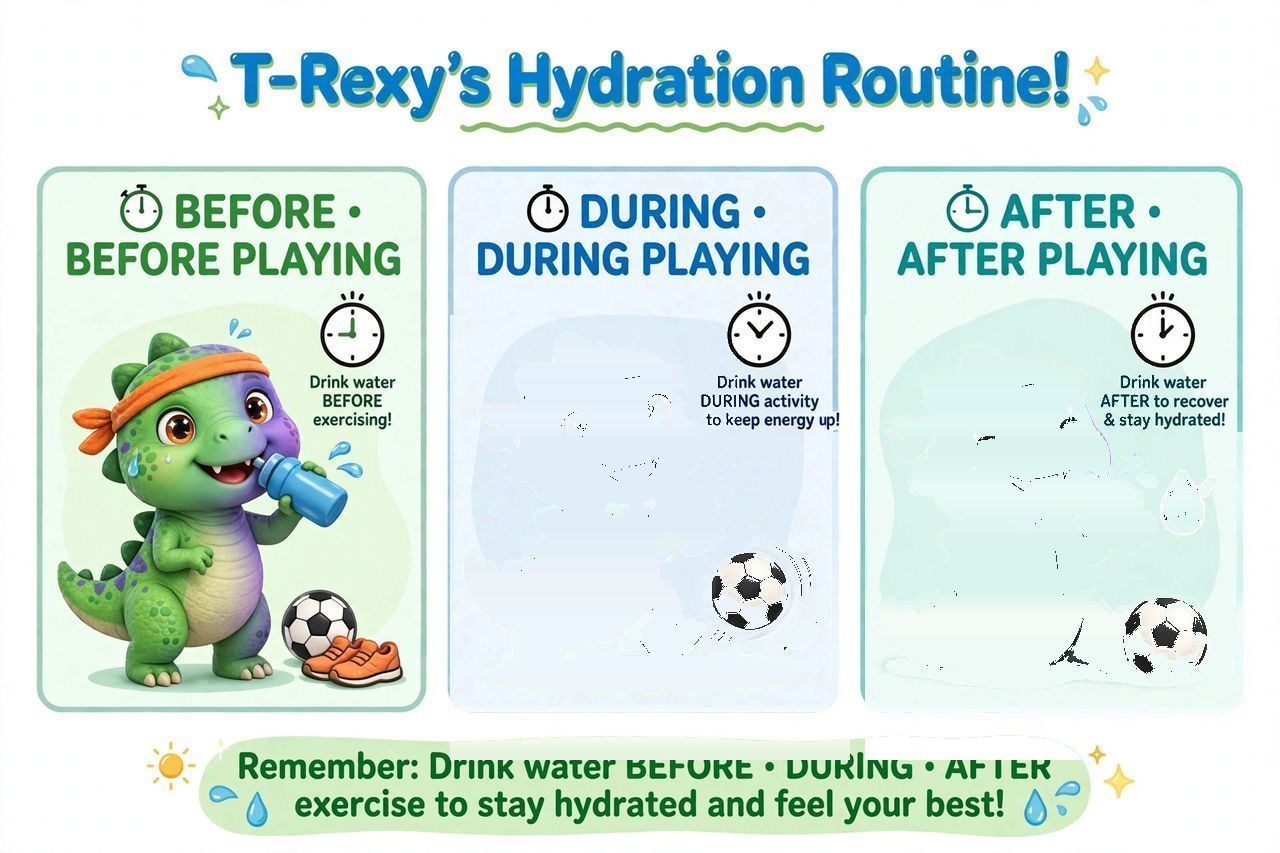 T-Rexy's Hydration Routine!
BEFORE •
BEFORE PLAYING
Drink water
BEFORE
exercising!
DURING •
DURING PLAYING
Drink water
DURING activity
to keep energy up!
AFTER •
AFTER PLAYING
Drink water
AFTER to recover
& stay hydrated!
Remember: Drink water BEFORE • DURING • AFTER
exercise to stay hydrated and feel your best!